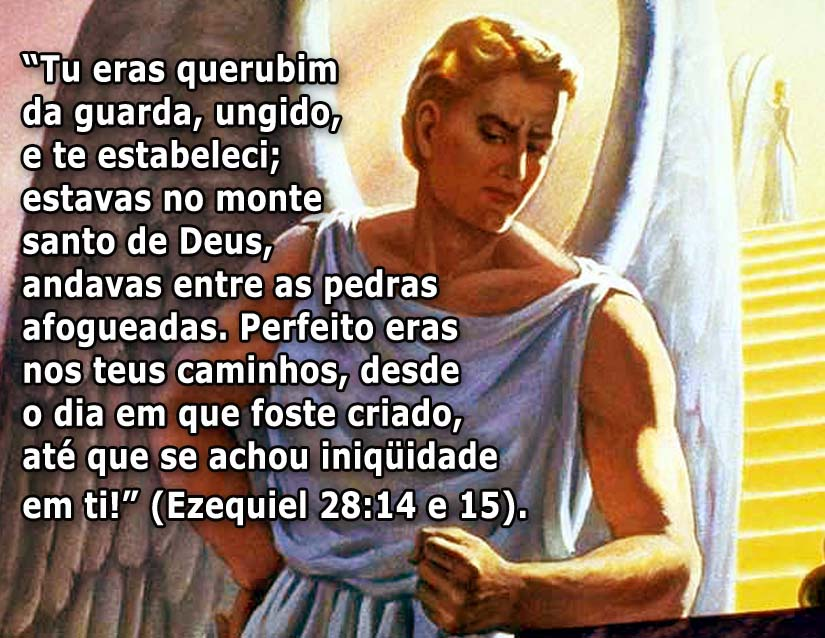 “Tu eras querubim
da guarda, ungido,
e te estabeleci;
estavas no monte
santo de Deus,
andavas entre as pedras
afogueadas. Perfeito eras
nos teus caminhos, desde
o dia em que foste criado,
até que se achou iniqüidade
em ti!” (Ezequiel 28:14 e 15).